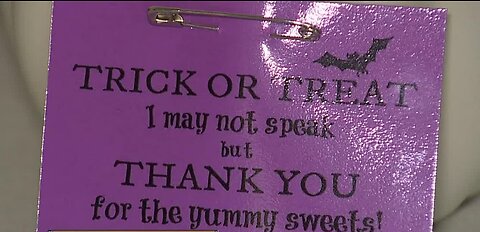 TRICK OR TREAT
I may not speak
but
THANK YOU
for the yummy sweets!